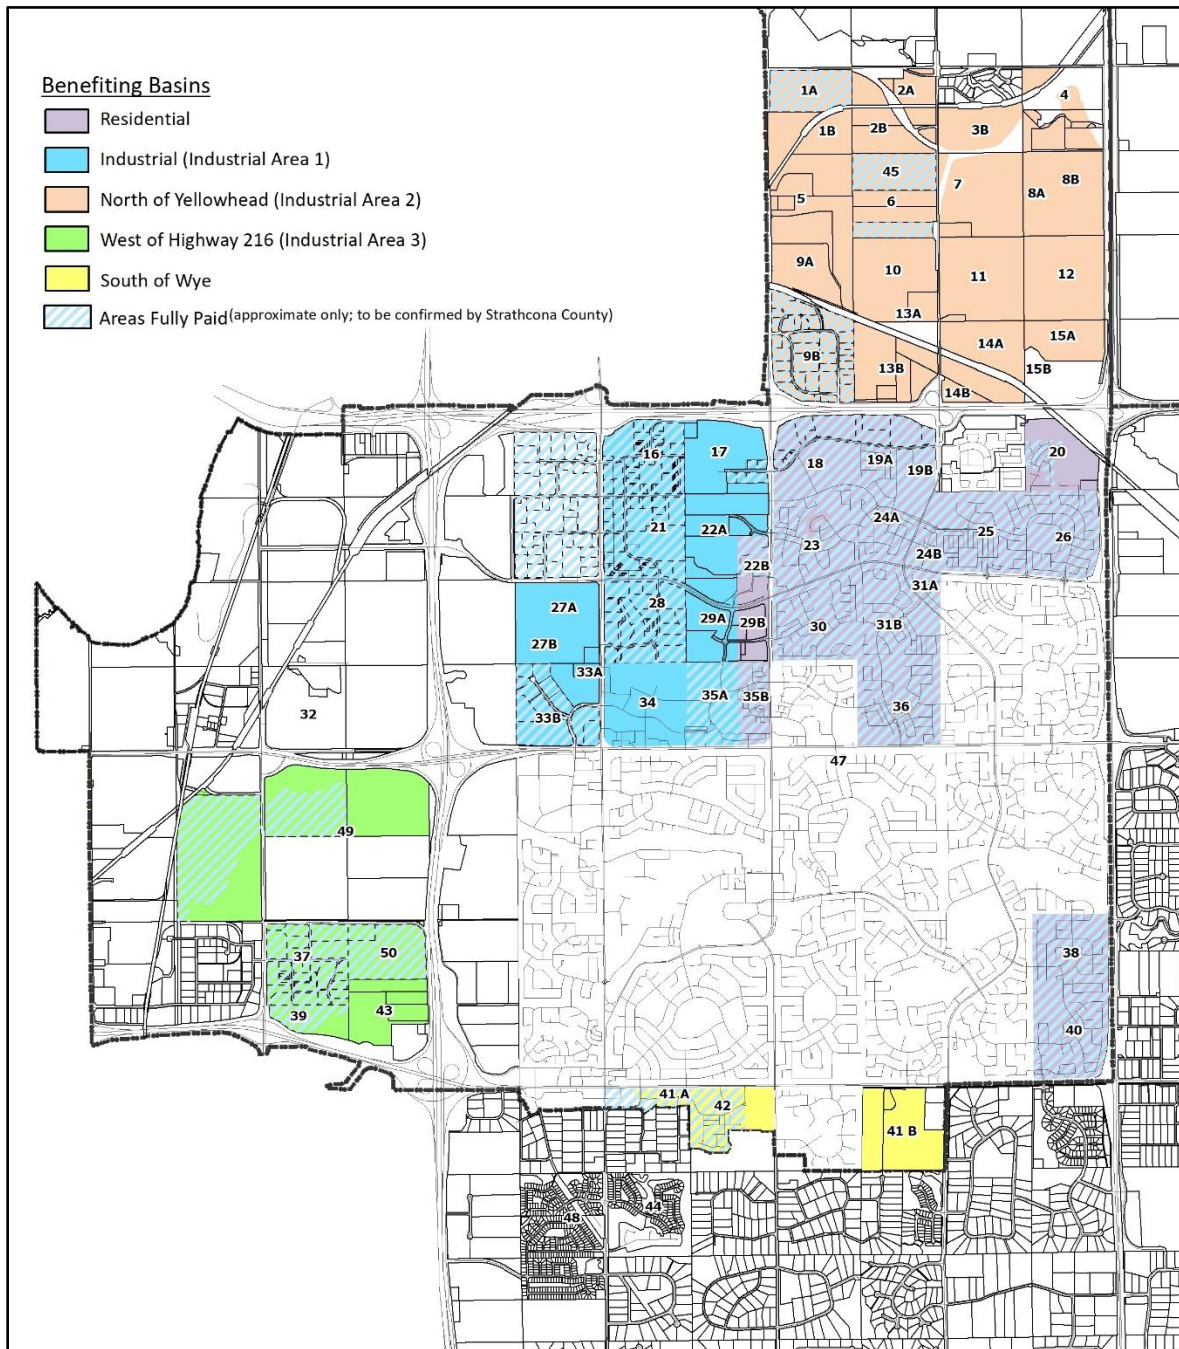 Benefiting Basins
Residential
Industrial (Industrial Area 1)
North of Yellowhead (Industrial Area 2)
West of Highway 216 (Industrial Area 3)
South of Wye
Areas Fully Paid (approximate only; to be confirmed by Strathcona County)
1A
2A
4
1B
2B
3B
45
7
8A
8B
5
6
9A
10
11
12
13A
14A
15A
9B
13B
15B
14B
16
17
18
19A
19B
20
21
22A
23
24A
24B
25
26
22B
31A
27A
28
29A
29B
30
31B
27B
33A
32
33B
34
35A
35B
36
47
49
37
50
38
39
43
40
41 A
42
41 B
48
44